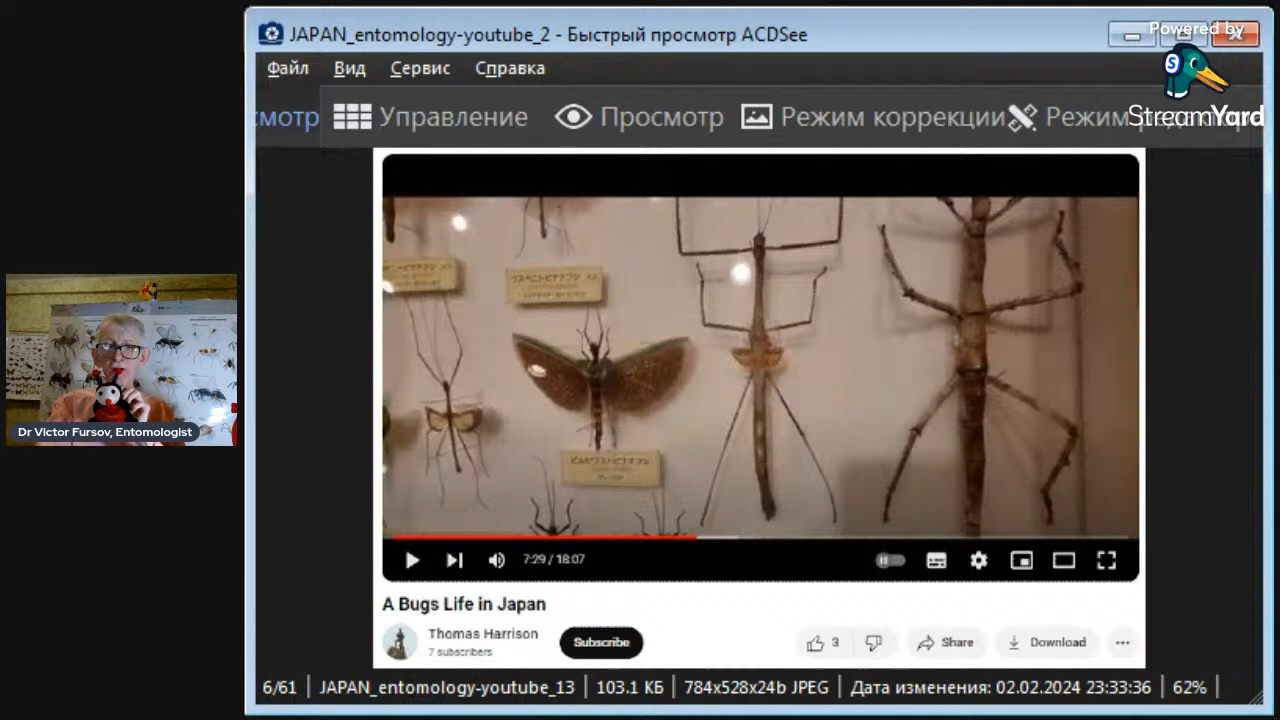 JAPAN_entomology-youtube_2 - Быстрый просмотр ACDSee
Powered by
Файл Вид Сервис Справка
смотр Управление Просмотр Режим коррекции Режим
StreamYard
Dr Victor Fursov, Entomologist
7:29 / 18:07
A Bugs Life in Japan
Thomas Harrison
7 subscribers
Subscribe
3
Share
Download
6/61 | JAPAN_entomology-youtube_13 | 103.1 КБ | 784x528x24b JPEG | Дата изменения: 02.02.2024 23:33:36 | 62% |